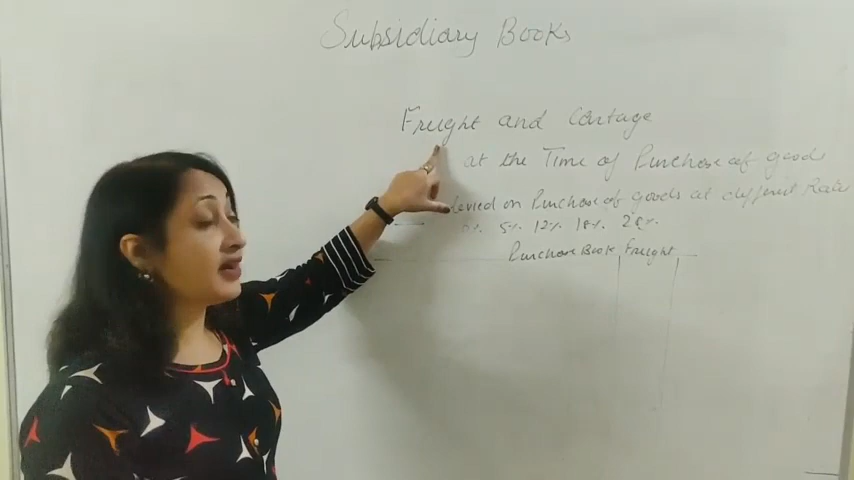 Subsidiary Books
Freight and Cartage
at the Time of Purchase of goods
levied on Purchase of goods at different Rate
5% 12% 18% 28%
Purchase Book Freight